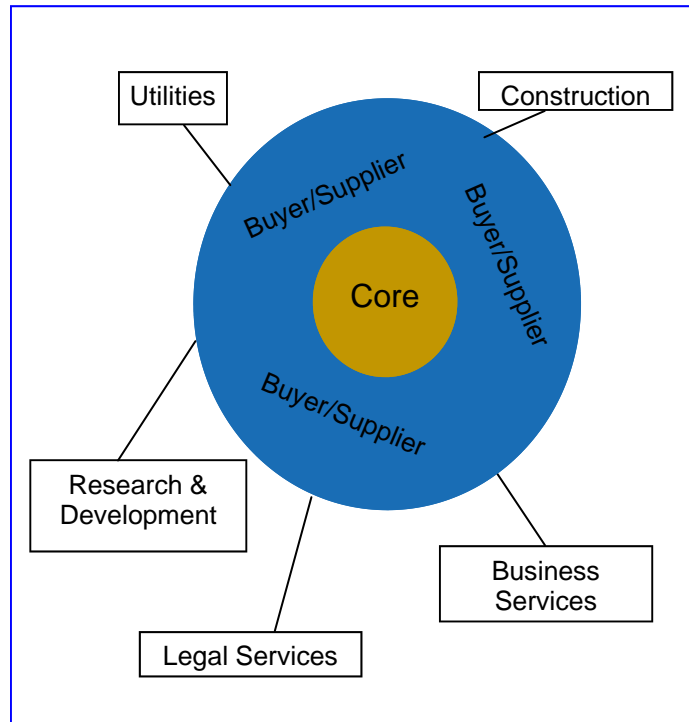 Utilities
Construction
Buyer/Supplier
Buyer/Supplier
Core
Buyer/Supplier
Research &
Development
Business
Services
Legal Services